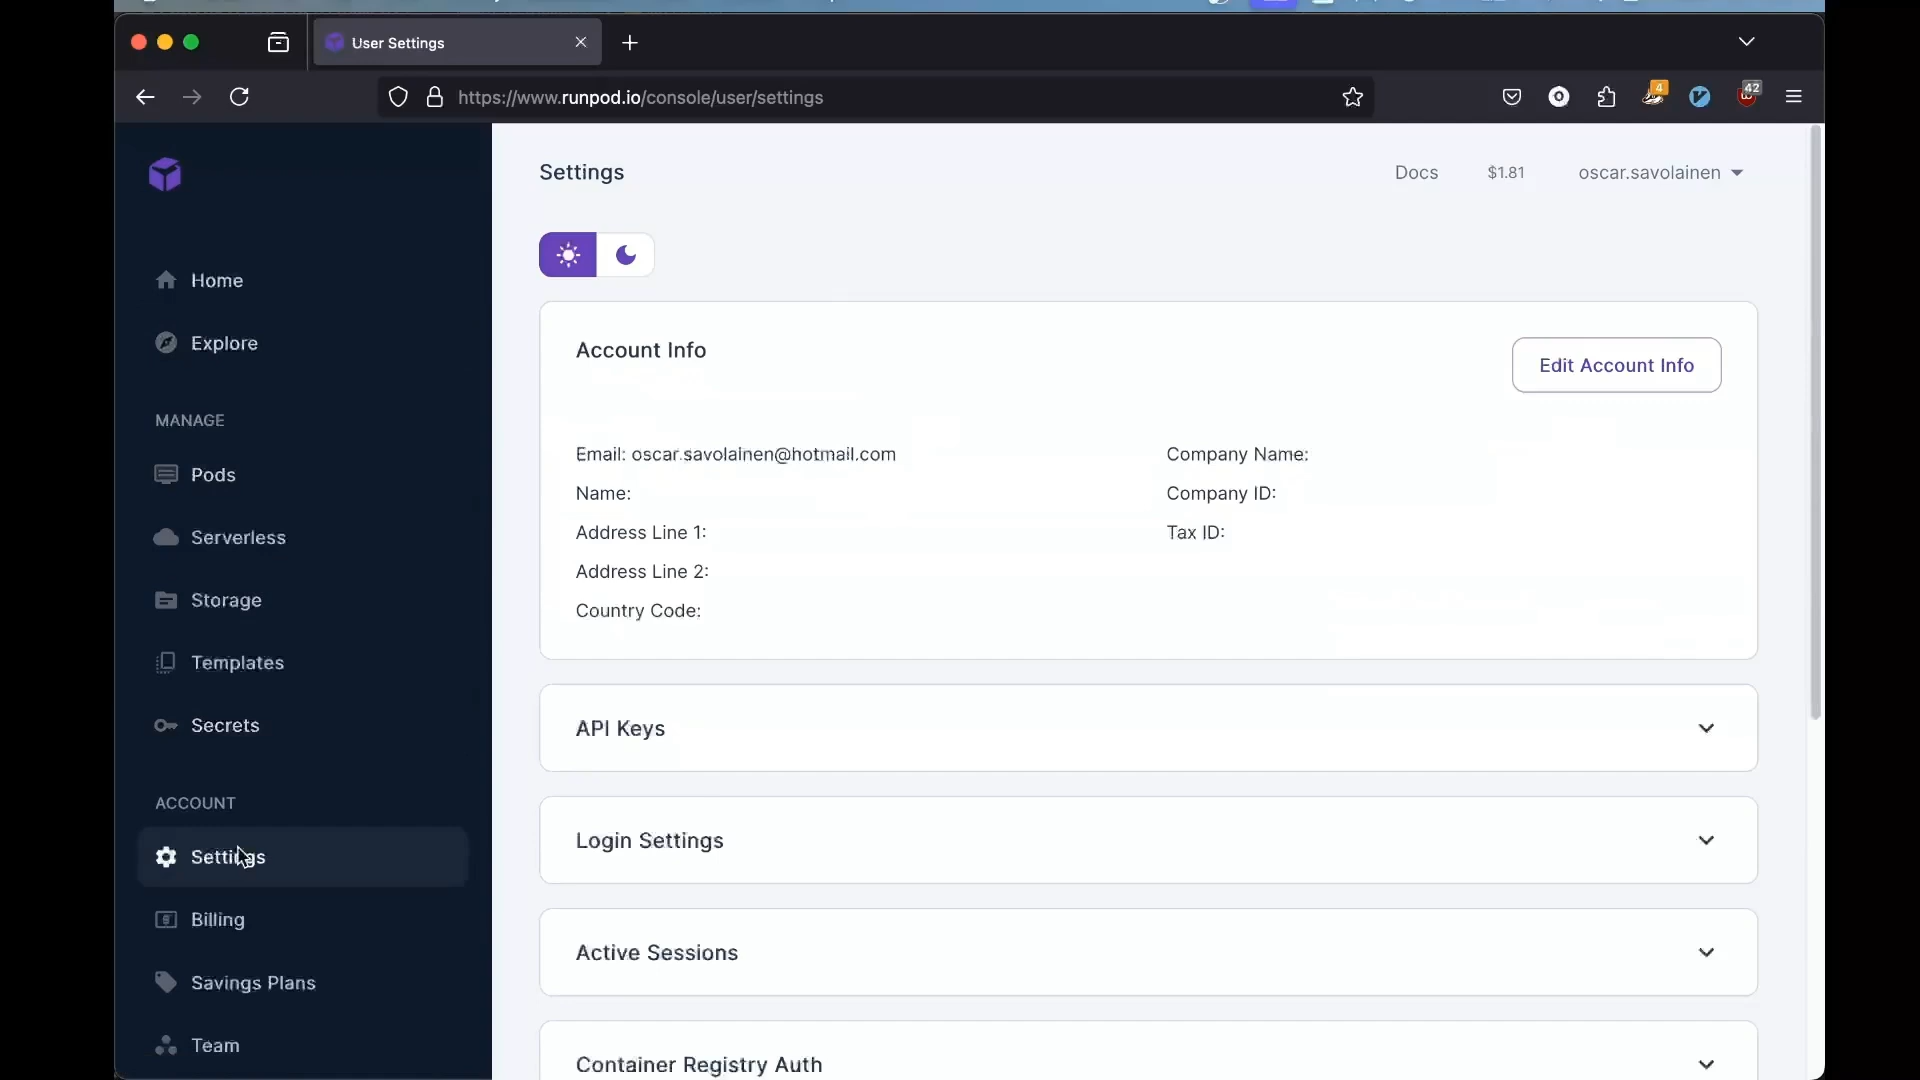 User Settings
https://www.runpod.io/console/user/settings
4
42
Settings
Docs
$1.81
oscar.savolainen
Home
Explore
MANAGE
Pods
Serverless
Storage
Templates
Secrets
ACCOUNT
Settings
Billing
Savings Plans
Team
Account Info
Edit Account Info
Email: oscar.savolainen@hotmail.com
Name:
Address Line 1:
Address Line 2:
Country Code:
Company Name:
Company ID:
Tax ID:
API Keys
Login Settings
Active Sessions
Container Registry Auth